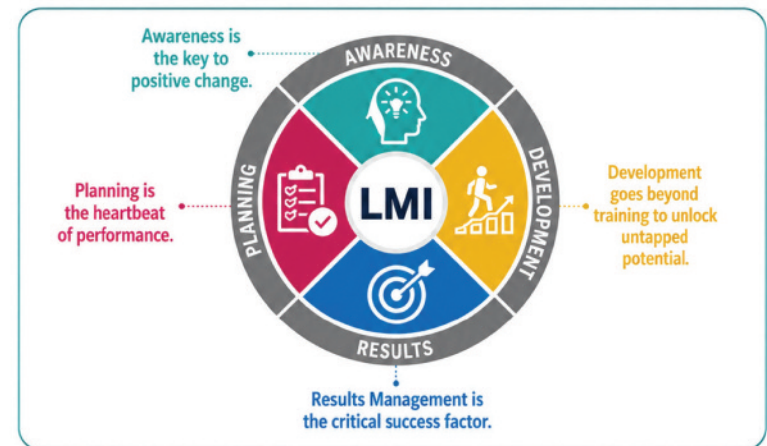 Awareness is
the key to
positive change.
AWARENESS
PLANNING
LMI
DEVELOPMENT
Planning is
the heartbeat
of performance.
Development
goes beyond
training to unlock
untapped
potential.
RESULTS
Results Management is
the critical success factor.